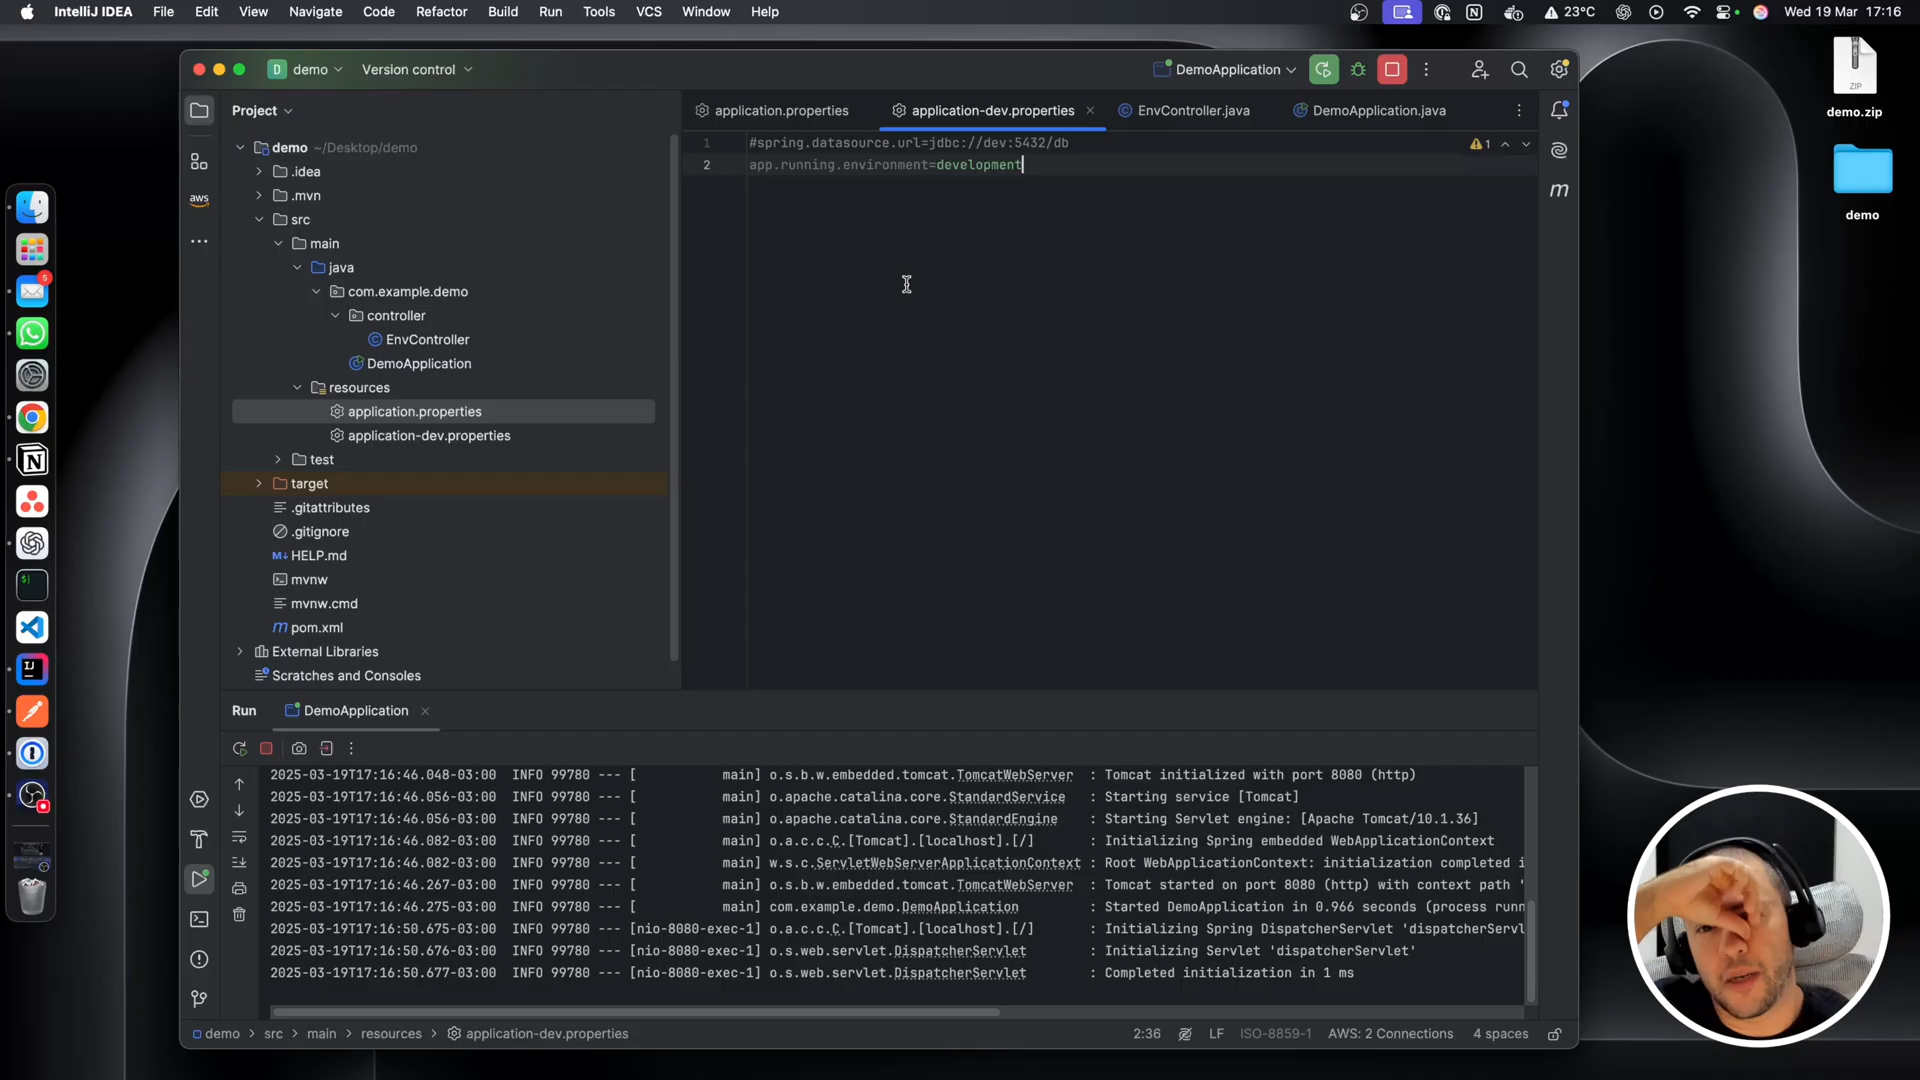 IntelliJ IDEA File Edit View Navigate Code Refactor Build Run Tools VCS Window Help
23°C Wed 19 Mar 17:16
D demo Version control DemoApplication
Project
application.properties application-dev.properties EnvController.java DemoApplication.java
demo ~/Desktop/demo
.idea
.mvn
src
main
java
com.example.demo
controller
EnvController
DemoApplication
resources
application.properties
application-dev.properties
test
target
.gitattributes
.gitignore
HELP.md
mvnw
mvnw.cmd
pom.xml
External Libraries
Scratches and Consoles
1 #spring.datasource.url=jdbc://dev:5432/db
2 app.running.environment=development
1
aws
m
ZIP
demo.zip
demo
5
IJ
Run DemoApplication
2025-03-19T17:16:46.048-03:00 INFO 99780 --- [ main] o.s.b.w.embedded.tomcat.TomcatWebServer : Tomcat initialized with port 8080 (http)
2025-03-19T17:16:46.056-03:00 INFO 99780 --- [ main] o.apache.catalina.core.StandardService : Starting service [Tomcat]
2025-03-19T17:16:46.056-03:00 INFO 99780 --- [ main] o.apache.catalina.core.StandardEngine : Starting Servlet engine: [Apache Tomcat/10.1.36]
2025-03-19T17:16:46.082-03:00 INFO 99780 --- [ main] o.a.c.c.C.[Tomcat].[localhost].[/] : Initializing Spring embedded WebApplicationContext
2025-03-19T17:16:46.082-03:00 INFO 99780 --- [ main] w.s.c.ServletWebServerApplicationContext : Root WebApplicationContext: initialization completed i
2025-03-19T17:16:46.267-03:00 INFO 99780 --- [ main] o.s.b.w.embedded.tomcat.TomcatWebServer : Tomcat started on port 8080 (http) with context path '
2025-03-19T17:16:46.275-03:00 INFO 99780 --- [ main] com.example.demo.DemoApplication : Started DemoApplication in 0.966 seconds (process runn
2025-03-19T17:16:50.675-03:00 INFO 99780 --- [nio-8080-exec-1] o.a.c.c.C.[Tomcat].[localhost].[/] : Initializing Spring DispatcherServlet 'dispatcherServl
2025-03-19T17:16:50.676-03:00 INFO 99780 --- [nio-8080-exec-1] o.s.web.servlet.DispatcherServlet : Initializing Servlet 'dispatcherServlet'
2025-03-19T17:16:50.677-03:00 INFO 99780 --- [nio-8080-exec-1] o.s.web.servlet.DispatcherServlet : Completed initialization in 1 ms
demo > src > main > resources > application-dev.properties
2:36 LF ISO-8859-1 AWS: 2 Connections 4 spaces